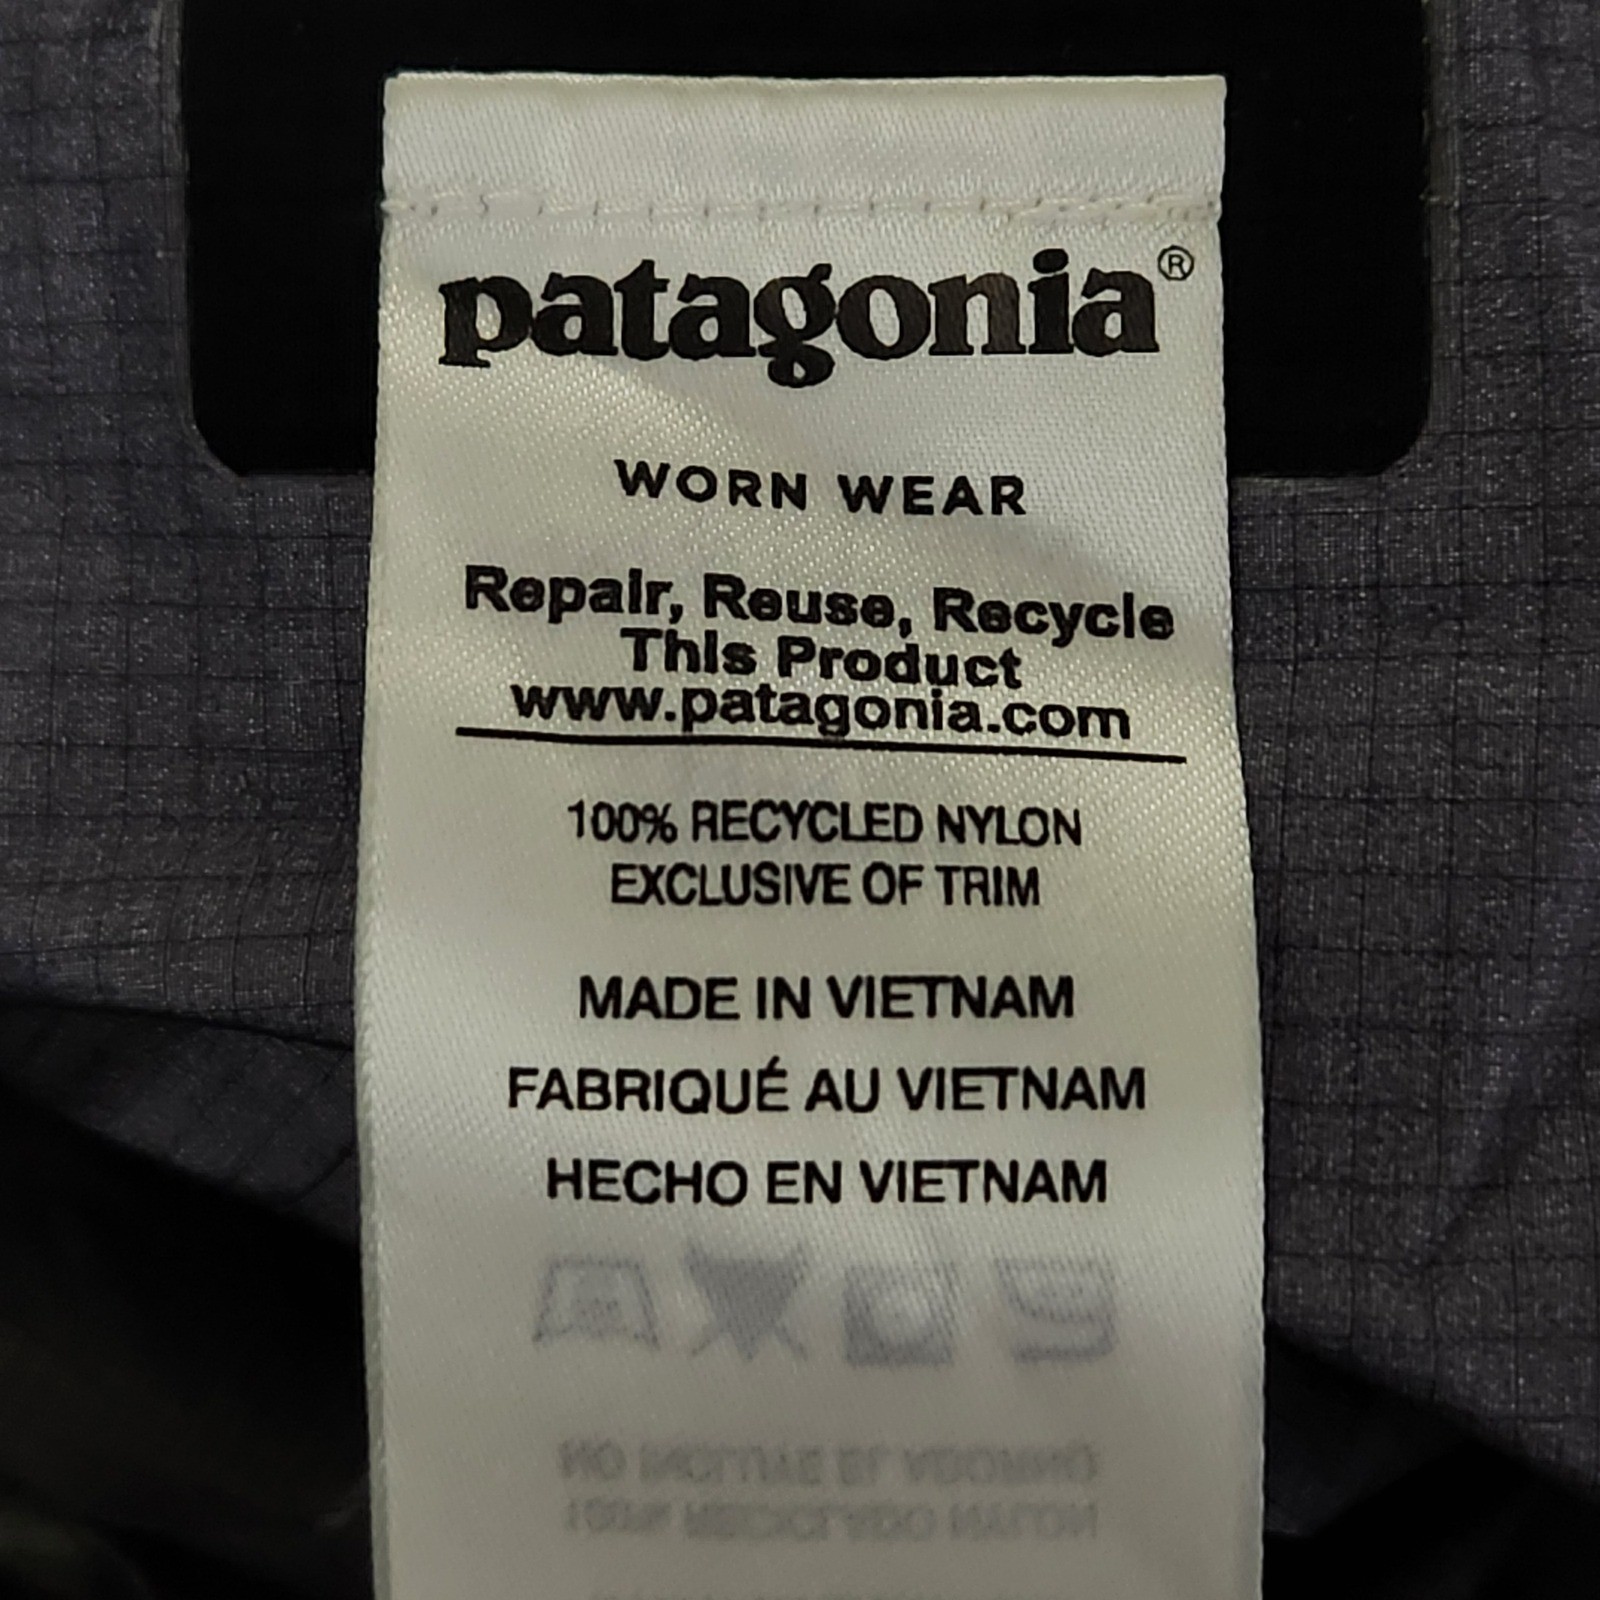 patagonia®
WORN WEAR
Repair, Reuse, Recycle
This Product
www.patagonia.com
100% RECYCLED NYLON
EXCLUSIVE OF TRIM
MADE IN VIETNAM
FABRIQUÉ AU VIETNAM
HECHO EN VIETNAM